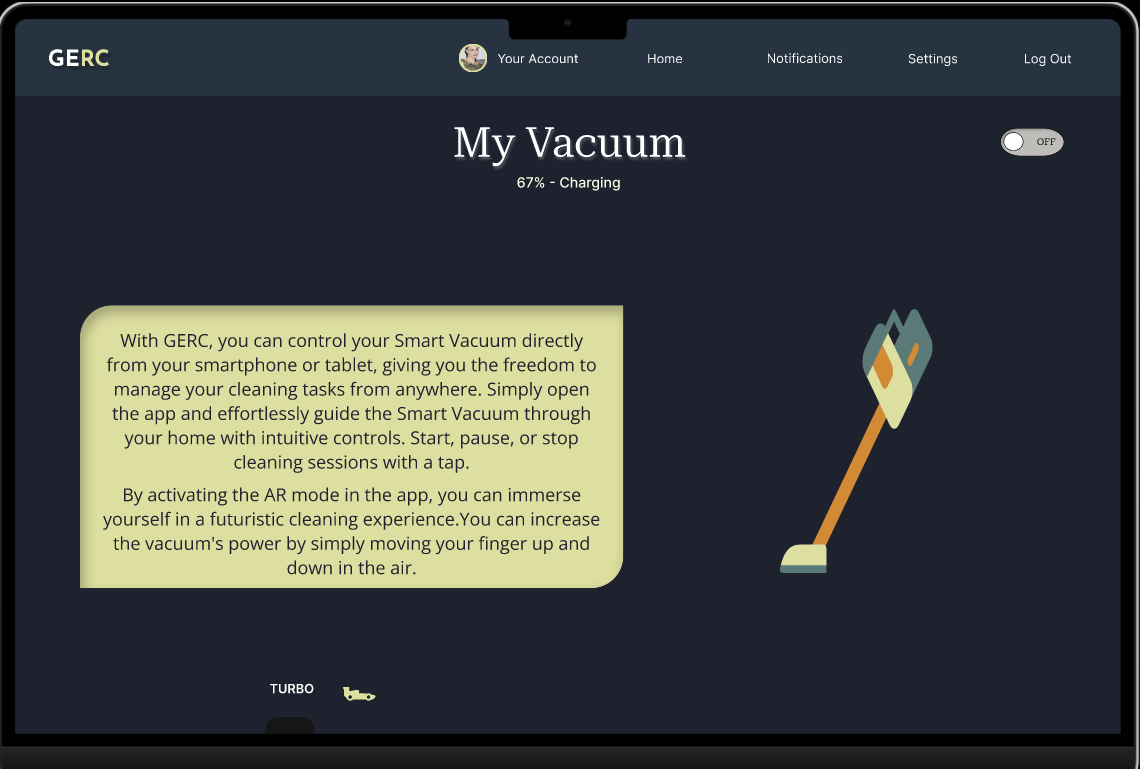 GERC
Your Account
Home
Notifications
Settings
Log Out
My Vacuum
OFF
67% - Charging
With GERC, you can control your Smart Vacuum directly
from your smartphone or tablet, giving you the freedom to
manage your cleaning tasks from anywhere. Simply open
the app and effortlessly guide the Smart Vacuum through
your home with intuitive controls. Start, pause, or stop
cleaning sessions with a tap.
By activating the AR mode in the app, you can immerse
yourself in a futuristic cleaning experience.You can increase
the vacuum's power by simply moving your finger up and
down in the air.
TURBO